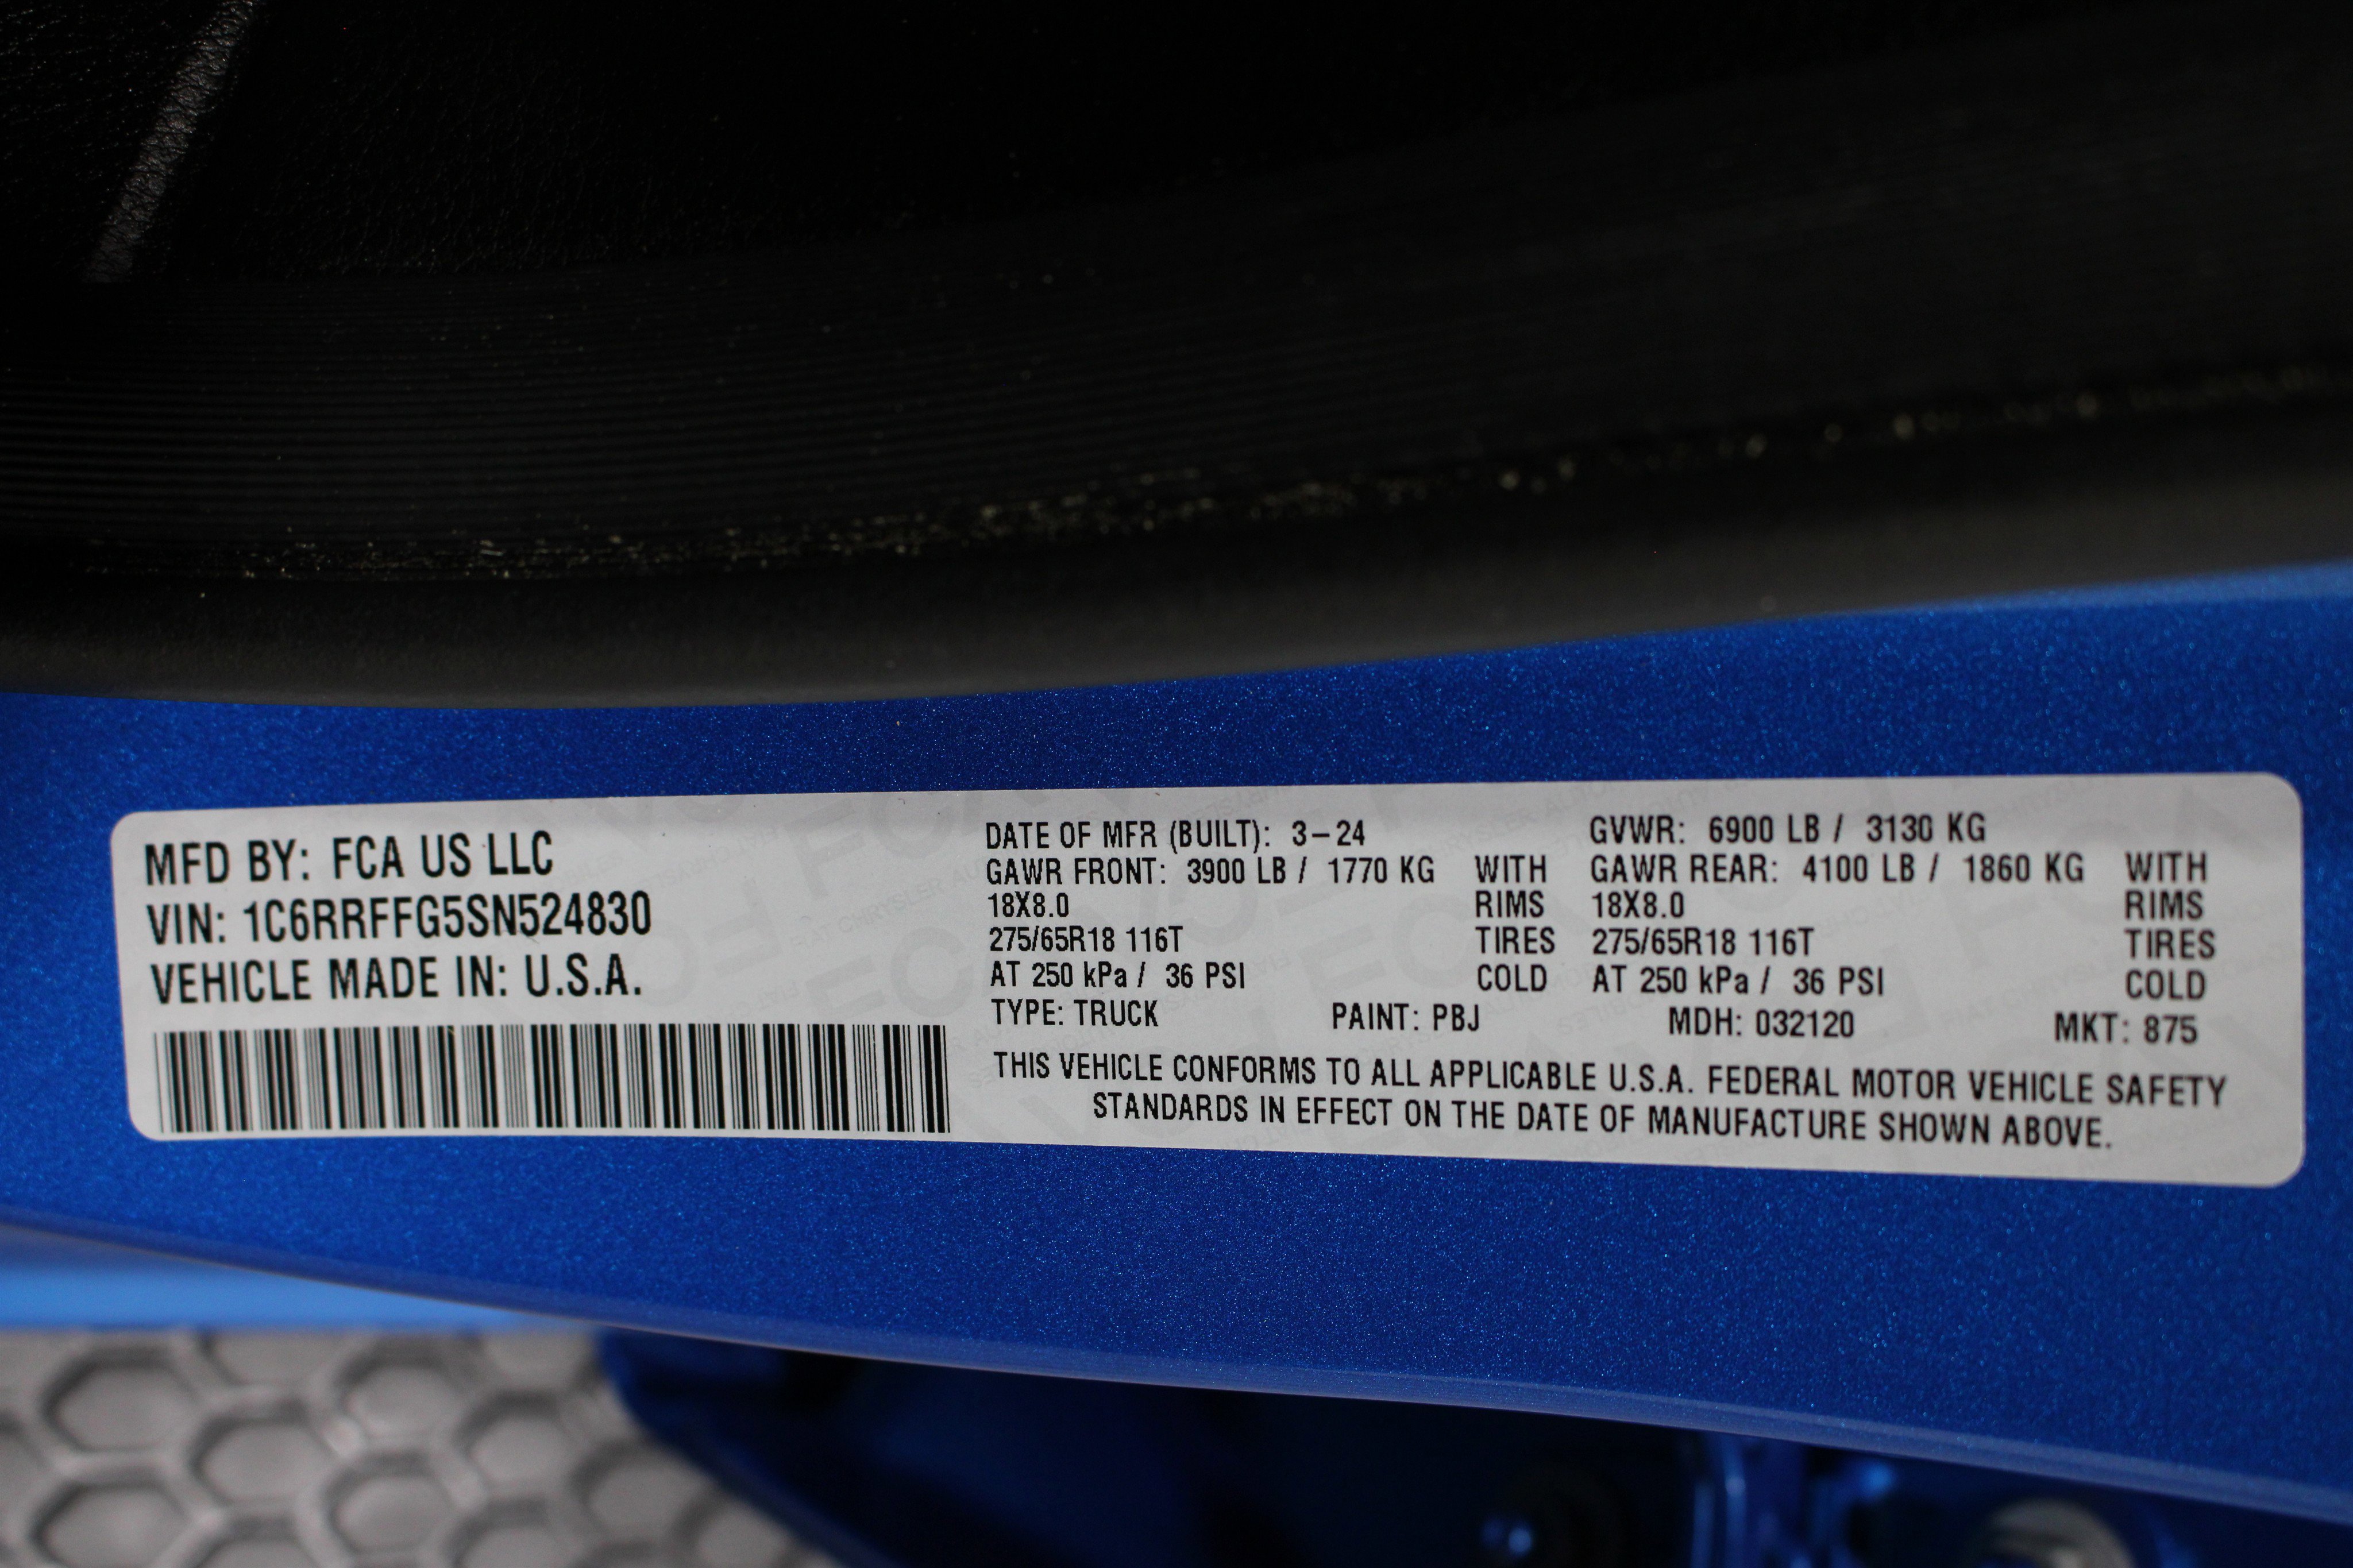 MFD BY: FCA US LLC
VIN: 1C6RRFFG5SN524830
VEHICLE MADE IN: U.S.A.
DATE OF MFR (BUILT): 3-24 GVWR: 6900 LB / 3130 KG
GAWR FRONT: 3900 LB / 1770 KG WITH GAWR REAR: 4100 LB / 1860 KG WITH
18X8.0 RIMS 18X8.0 RIMS
275/65R18 116T TIRES 275/65R18 116T TIRES
AT 250 kPa / 36 PSI COLD AT 250 kPa / 36 PSI COLD
TYPE: TRUCK PAINT: PBJ MDH: 032120 MKT: 875
THIS VEHICLE CONFORMS TO ALL APPLICABLE U.S.A. FEDERAL MOTOR VEHICLE SAFETY
STANDARDS IN EFFECT ON THE DATE OF MANUFACTURE SHOWN ABOVE.